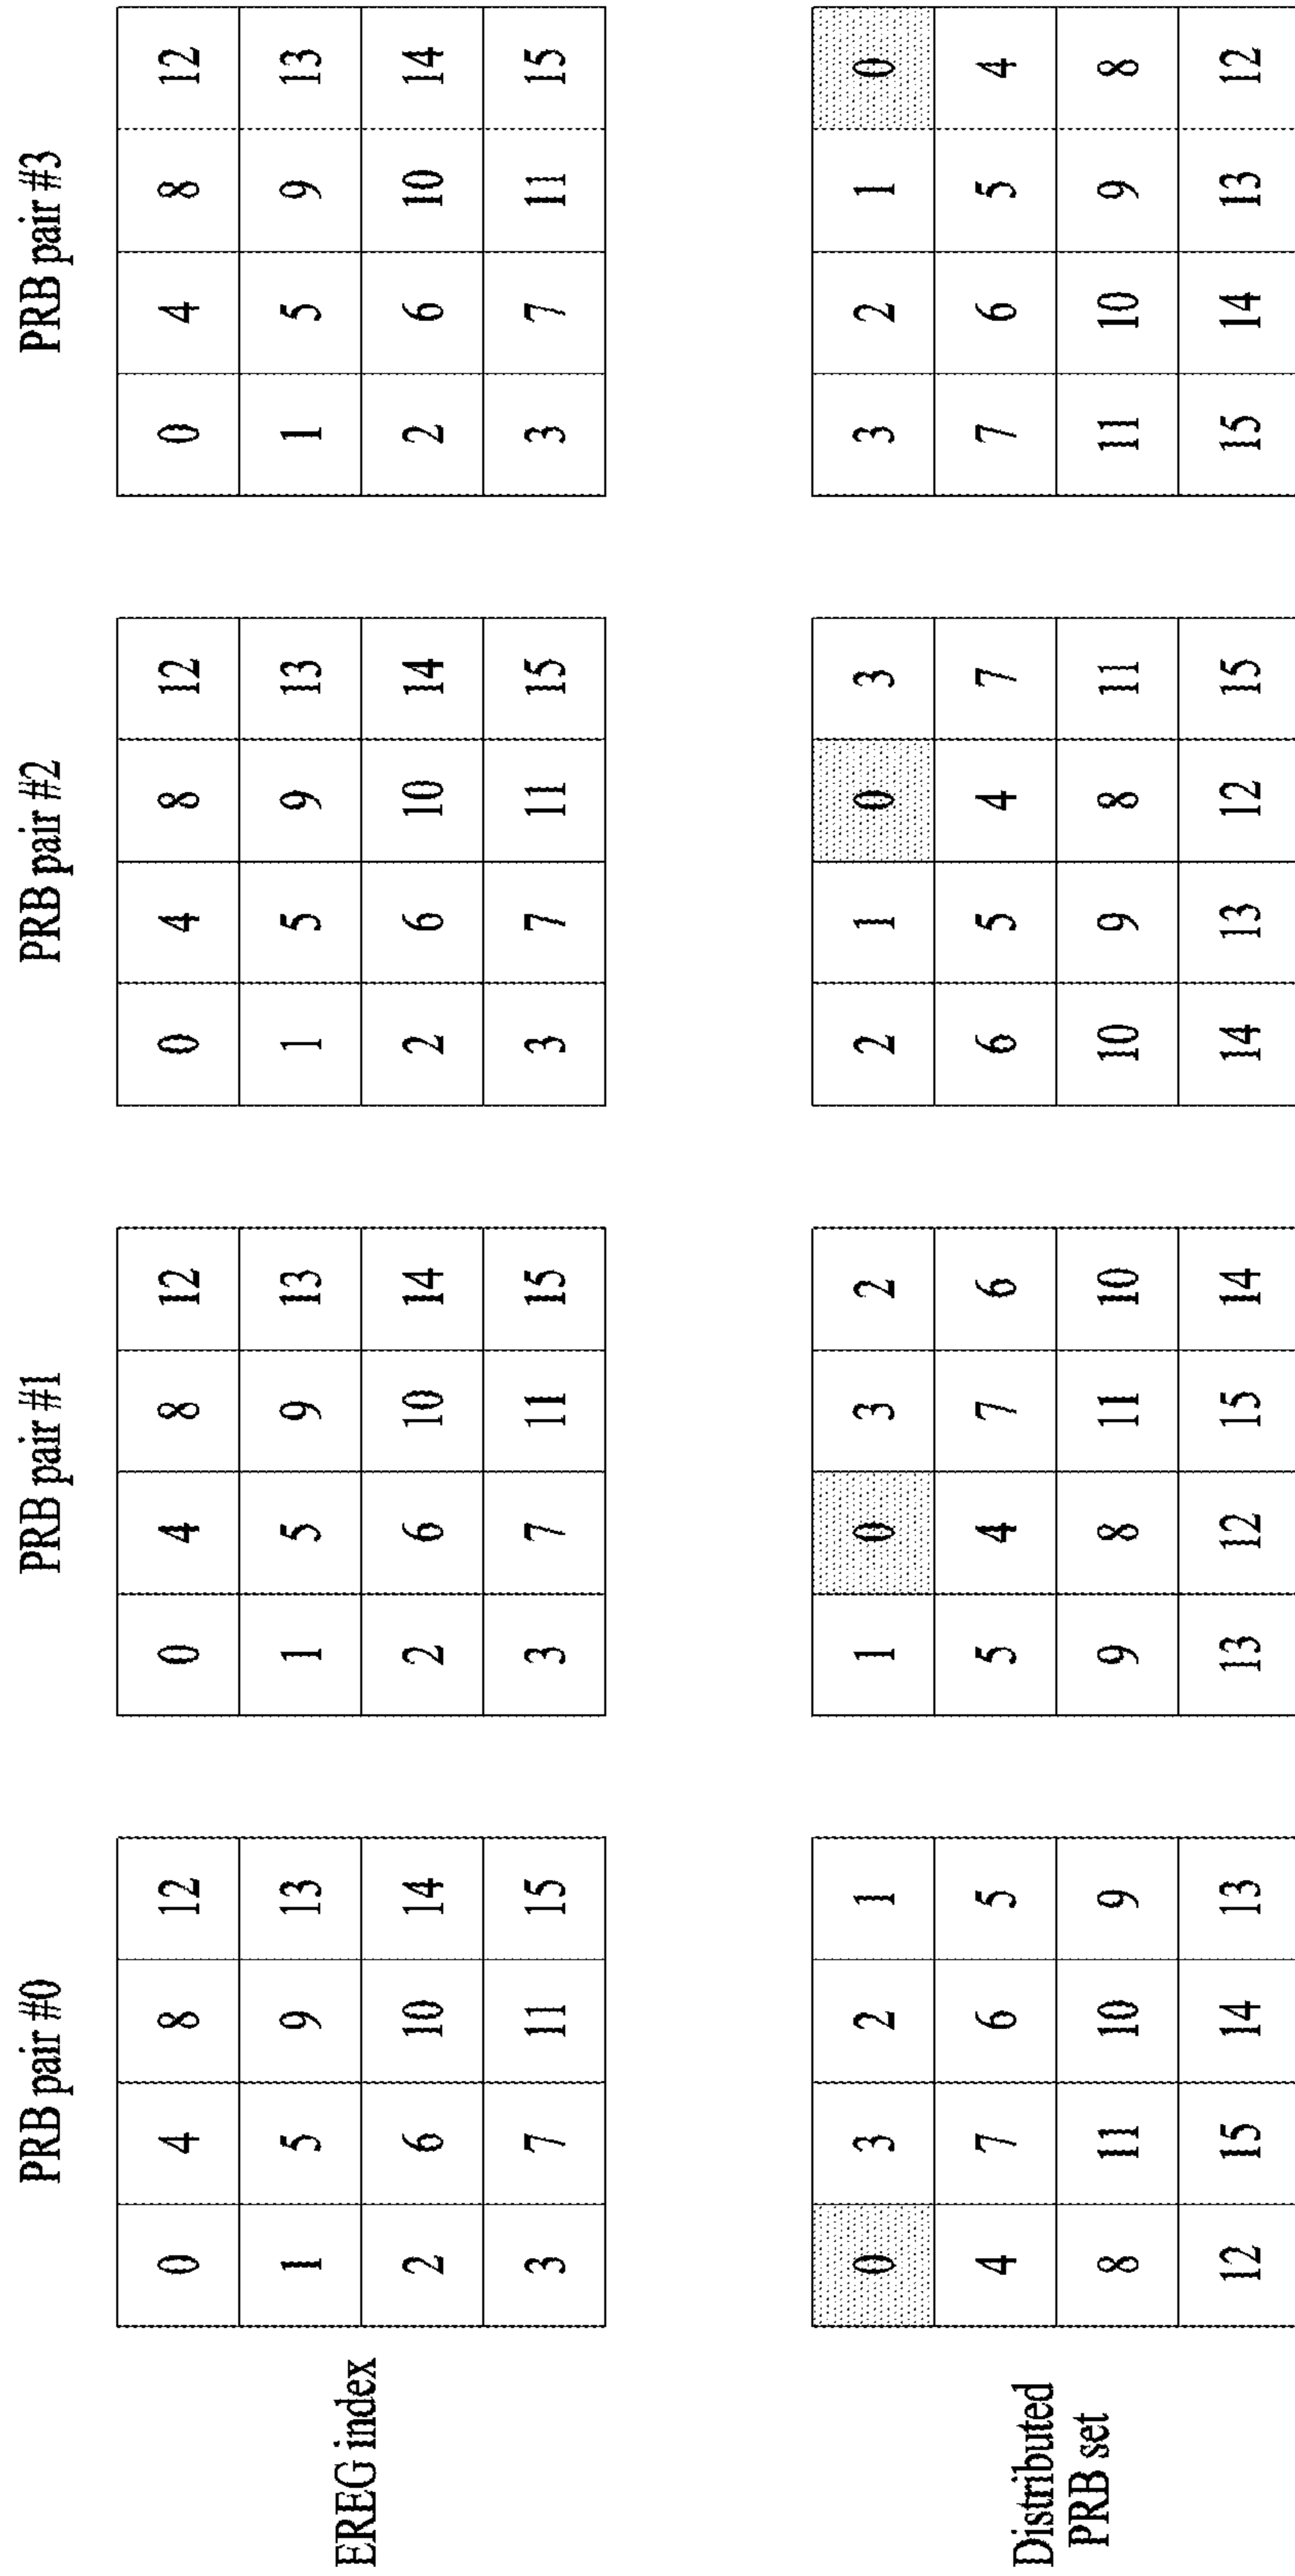 PRB pair #0 PRB pair #1 PRB pair #2 PRB pair #3
EREG index
0 4 8 12 0 4 8 12 0 4 8 12 0 4 8 12
1 5 9 13 1 5 9 13 1 5 9 13 1 5 9 13
2 6 10 14 2 6 10 14 2 6 10 14 2 6 10 14
3 7 11 15 3 7 11 15 3 7 11 15 3 7 11 15
Distributed
PRB set
0 3 2 1 1 0 3 2 2 1 0 3 3 2 1 0
4 7 6 5 5 4 7 6 6 5 4 7 7 6 5 4
8 11 10 9 9 8 11 10 10 9 8 11 11 10 9 8
12 15 14 13 13 12 15 14 14 13 12 15 15 14 13 12